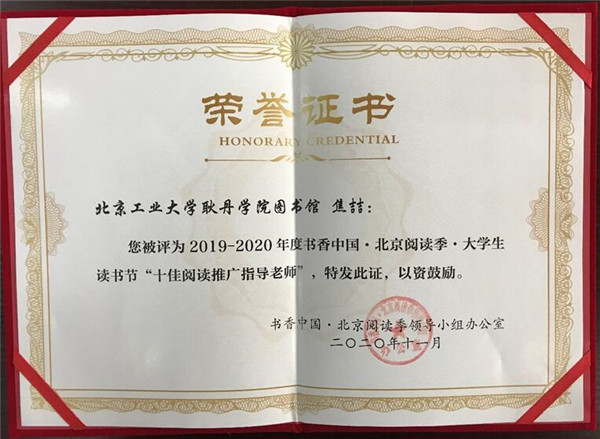 荣誉证书
HONORARY CREDENTIAL
北京工业大学耿丹学院图书馆 焦喆：
您被评为2019-2020年度书香中国·北京阅读季·大学生
读书节“十佳阅读推广指导老师”，特发此证，以资鼓励。
书香中国·北京阅读季领导小组办公室
二〇二〇年十一月